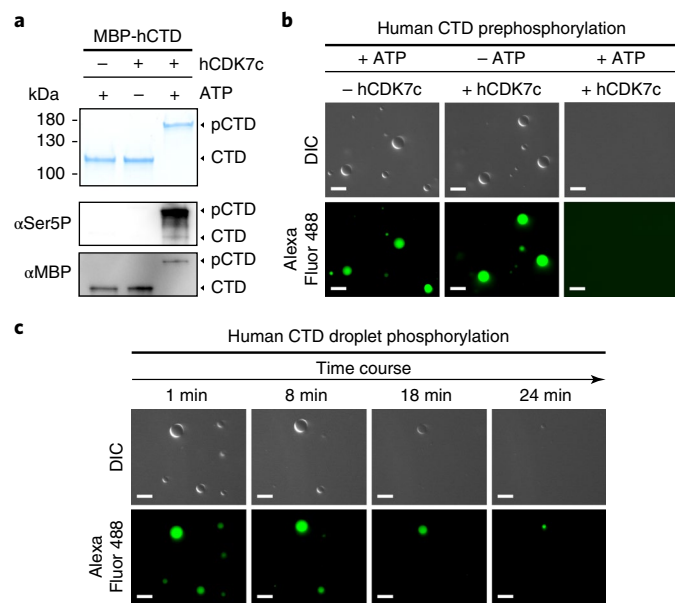 a
MBP-hCTD
– + + hCDK7c
kDa + – + ATP
180 -
130 -
100 -
pCTD
CTD
αSer5P
pCTD
CTD
αMBP
pCTD
CTD
b
Human CTD prephosphorylation
+ ATP – ATP + ATP
– hCDK7c + hCDK7c + hCDK7c
DIC
Alexa
Fluor 488
c
Human CTD droplet phosphorylation
Time course
1 min 8 min 18 min 24 min
DIC
Alexa
Fluor 488